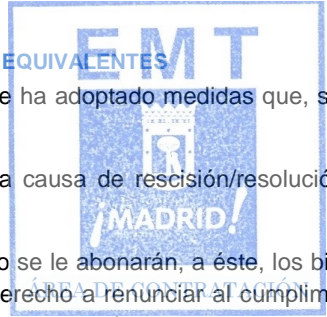 EMT
EQUIVALENTES
e ha adoptado medidas que, s
a causa de rescisión/resolució
¡MADRID!
o se le abonarán, a éste, los bi
ÁREA DE CONTRATACIÓN
erecho a renunciar al cumplim